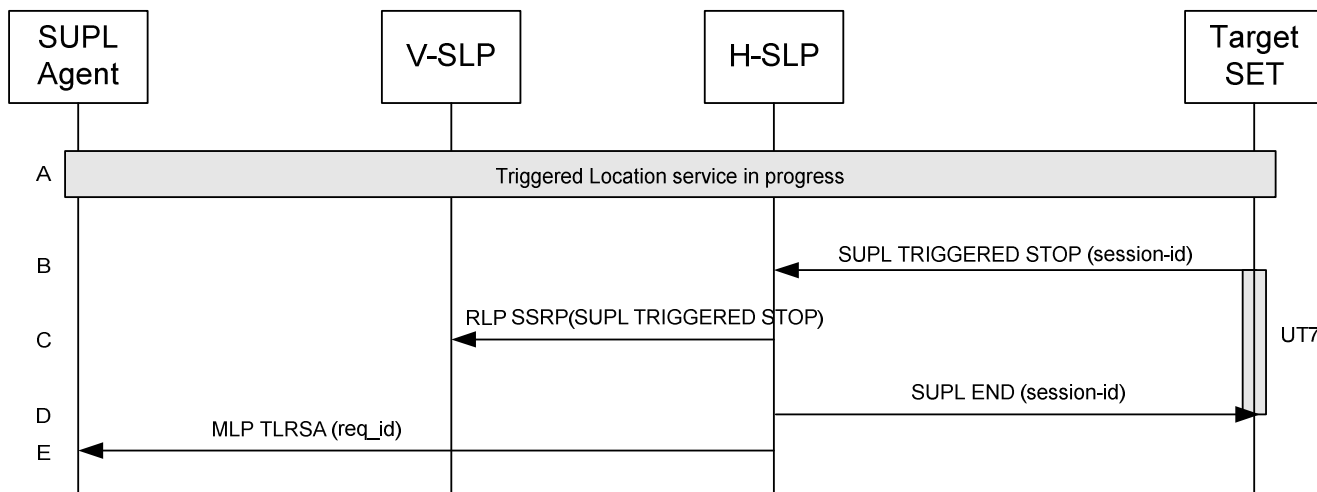 SUPL
Agent
V-SLP
H-SLP
Target
SET
A
Triggered Location service in progress
B
SUPL TRIGGERED STOP (session-id)
C
RLP SSRP(SUPL TRIGGERED STOP)
UT7
D
SUPL END (session-id)
E
MLP TLRSA (req_id)